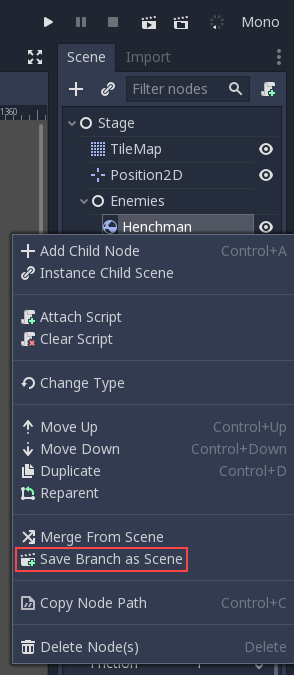 Mono
Scene Import
1360
Filter nodes
Stage
TileMap
Position2D
Enemies
Henchman
Add Child Node Control+A
Instance Child Scene
Attach Script
Clear Script
Change Type
Move Up Control+Up
Move Down Control+Down
Duplicate Control+D
Reparent
Merge From Scene
Save Branch as Scene
Copy Node Path Control+C
Delete Node(s) Delete
Friction 1